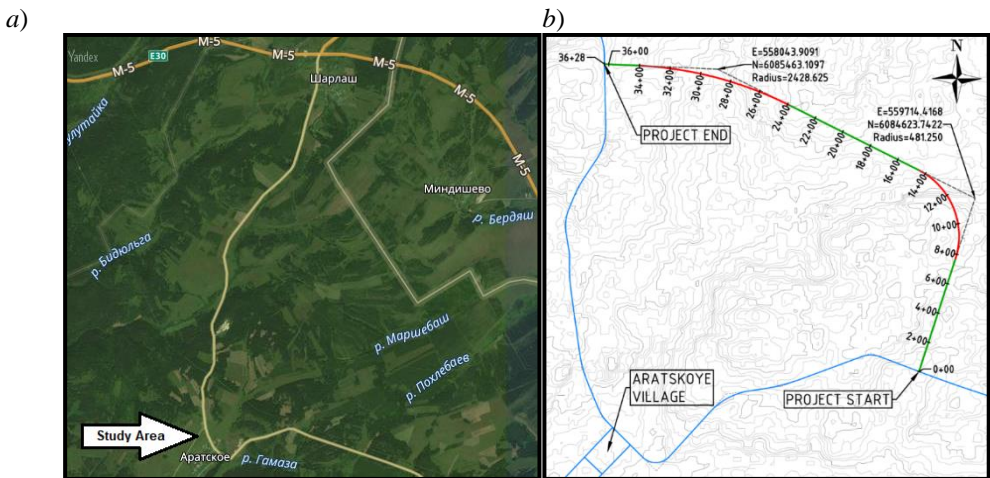 a)
b)
Yandex
E30
М-5
М-5
М-5
М-5
М-5
Шарлаш
улутайка
Миндишево
р. Бердяш
р. Бидюльга
р. Маршебаш
р. Похлебаев
Study Area
Аратское
р. Гамаза
E=558043.9091
N=6085463.1097
Radius=2428.625
N
36+00
36+28
34+00
32+00
30+00
28+00
26+00
24+00
22+00
20+00
18+00
16+00
14+00
12+00
10+00
8+00
6+00
4+00
2+00
0+00
E=559714.4168
N=6084623.7422
Radius=481.250
PROJECT END
ARATSKOYE
VILLAGE
PROJECT START